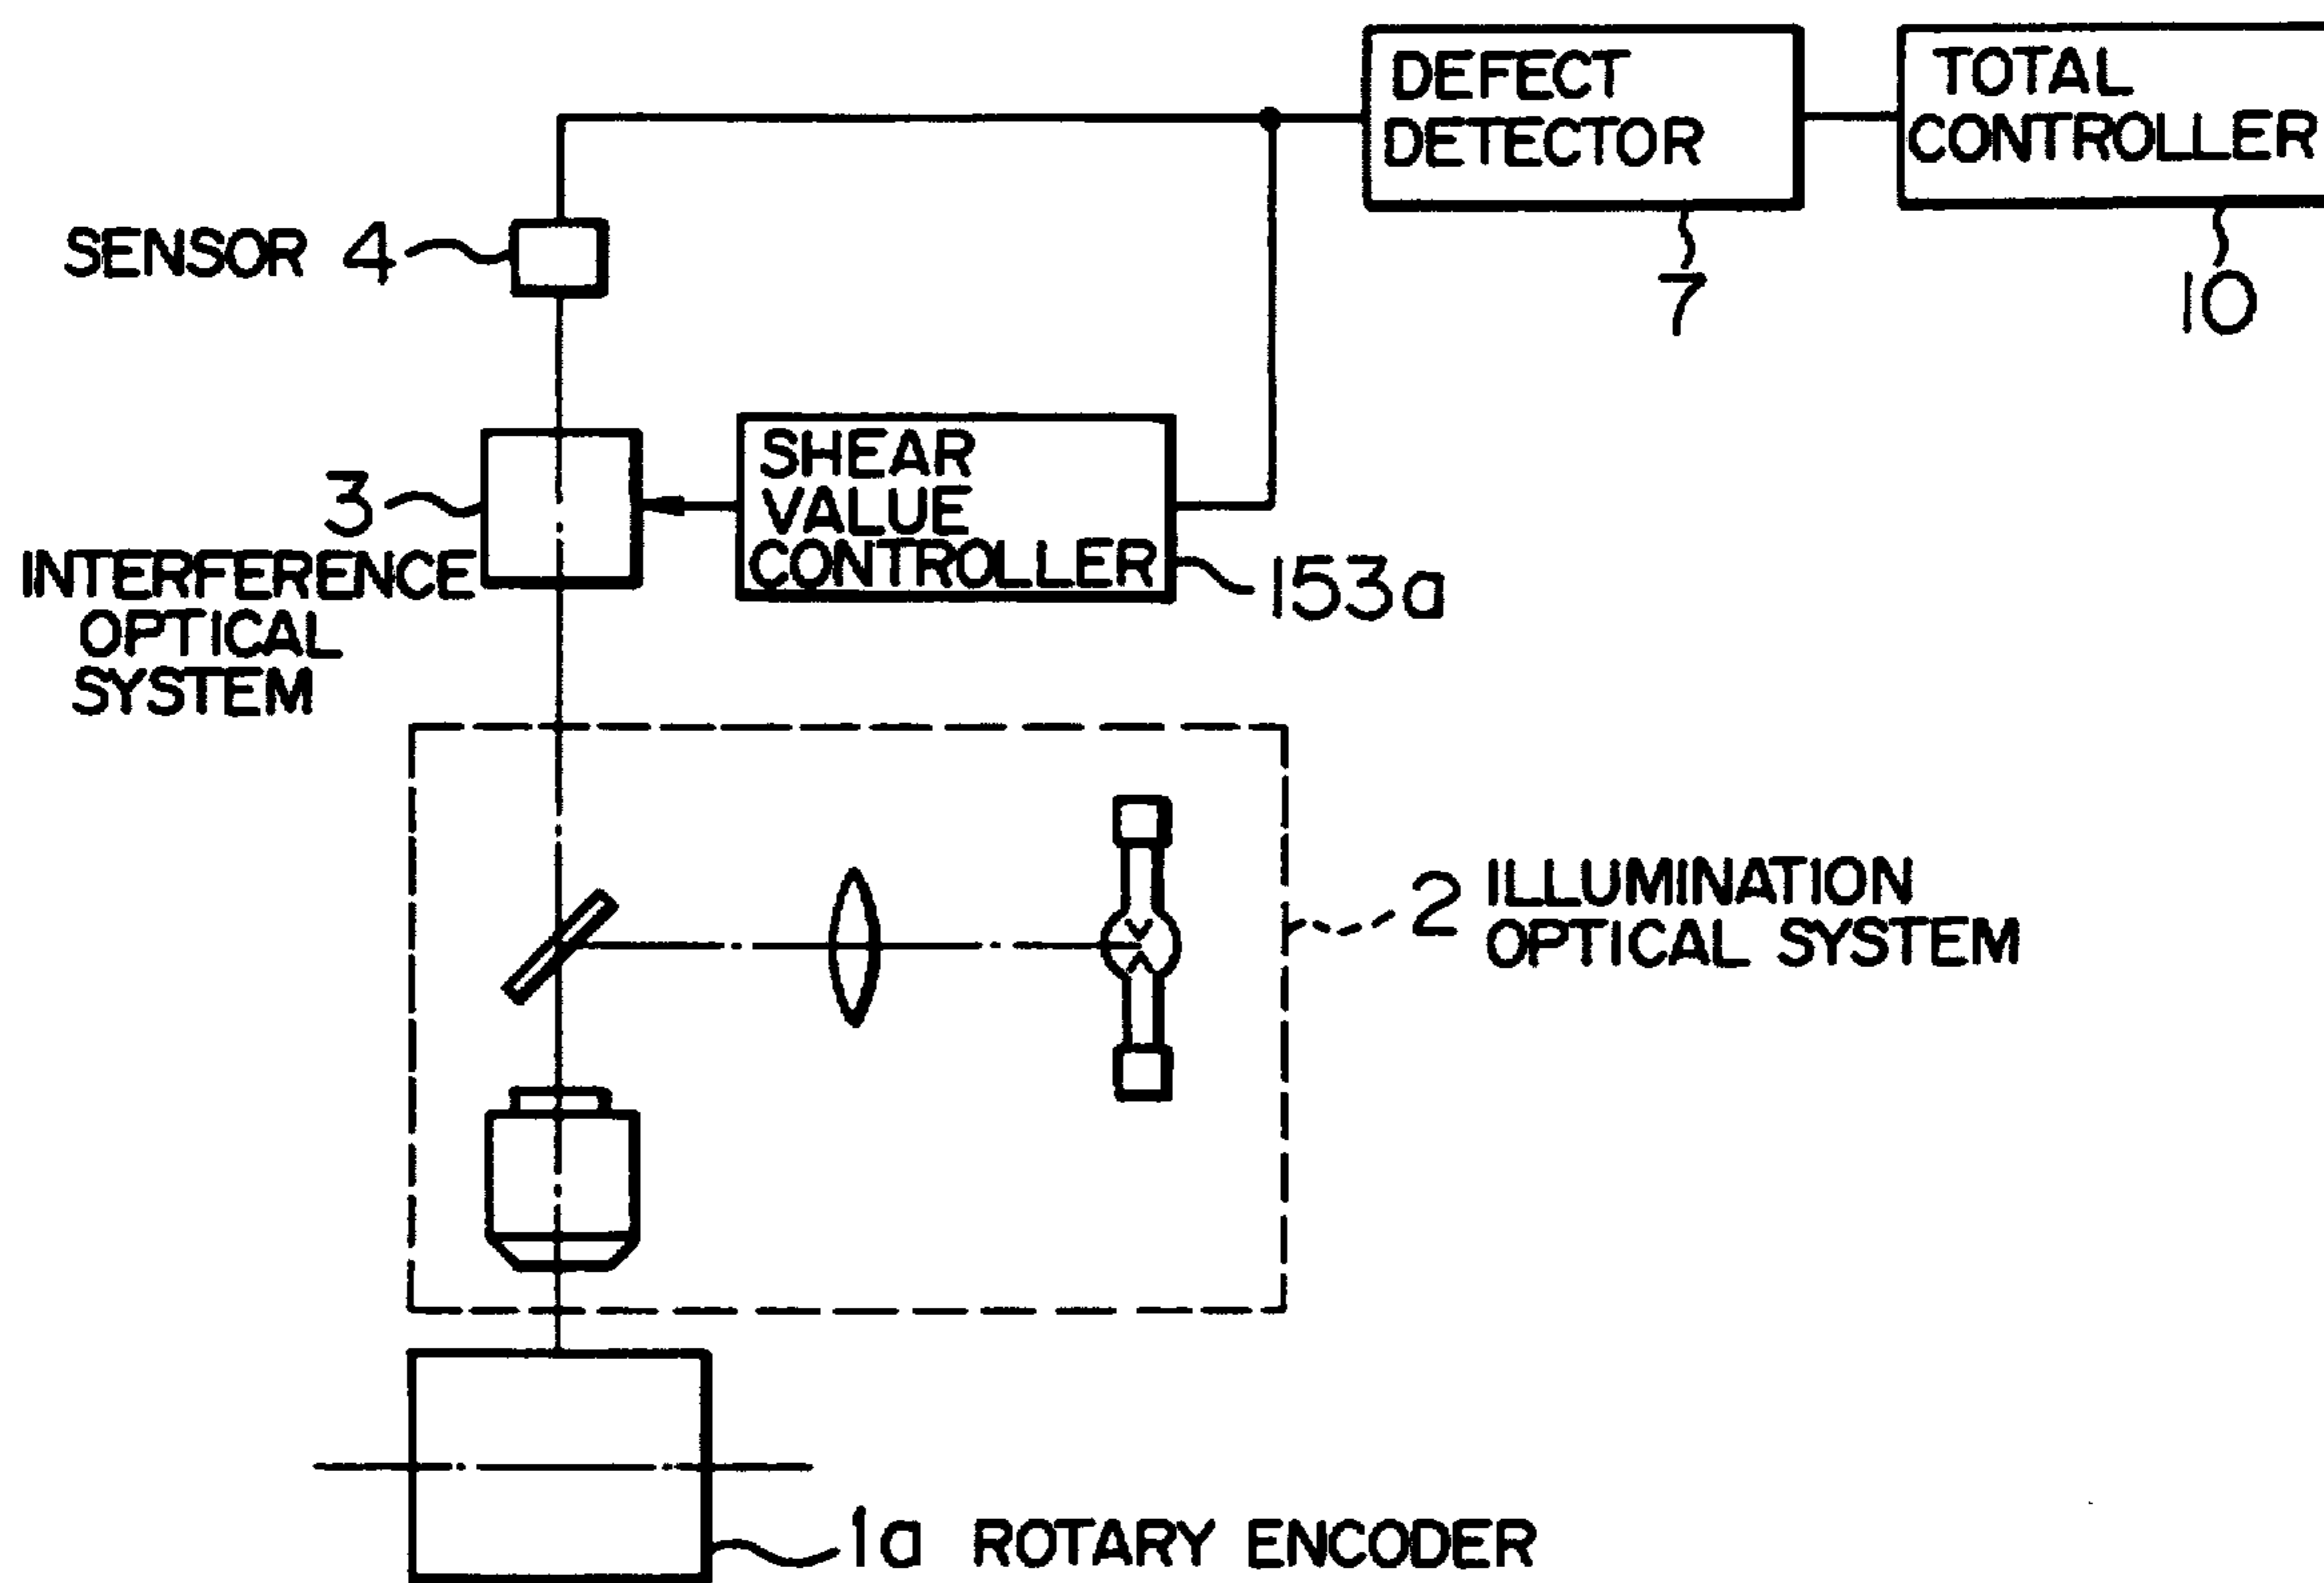 DEFECT
DETECTOR
TOTAL
CONTROLLER
7
10
SENSOR 4
SHEAR
VALUE
CONTROLLER
153a
3
INTERFERENCE
OPTICAL
SYSTEM
2 ILLUMINATION
OPTICAL SYSTEM
1a ROTARY ENCODER